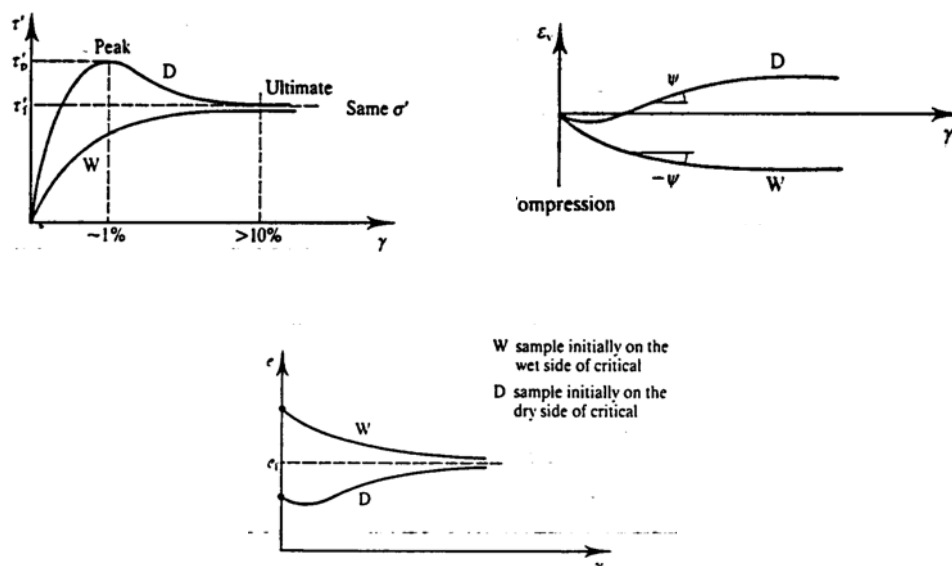 τ'
Peak
τ'p
D
Ultimate
τ'f
Same σ'
W
~1%
>10%
γ
εv
D
ψ
γ
-ψ
W
ompression
e
W sample initially on the
wet side of critical
D sample initially on the
dry side of critical
W
ef
D